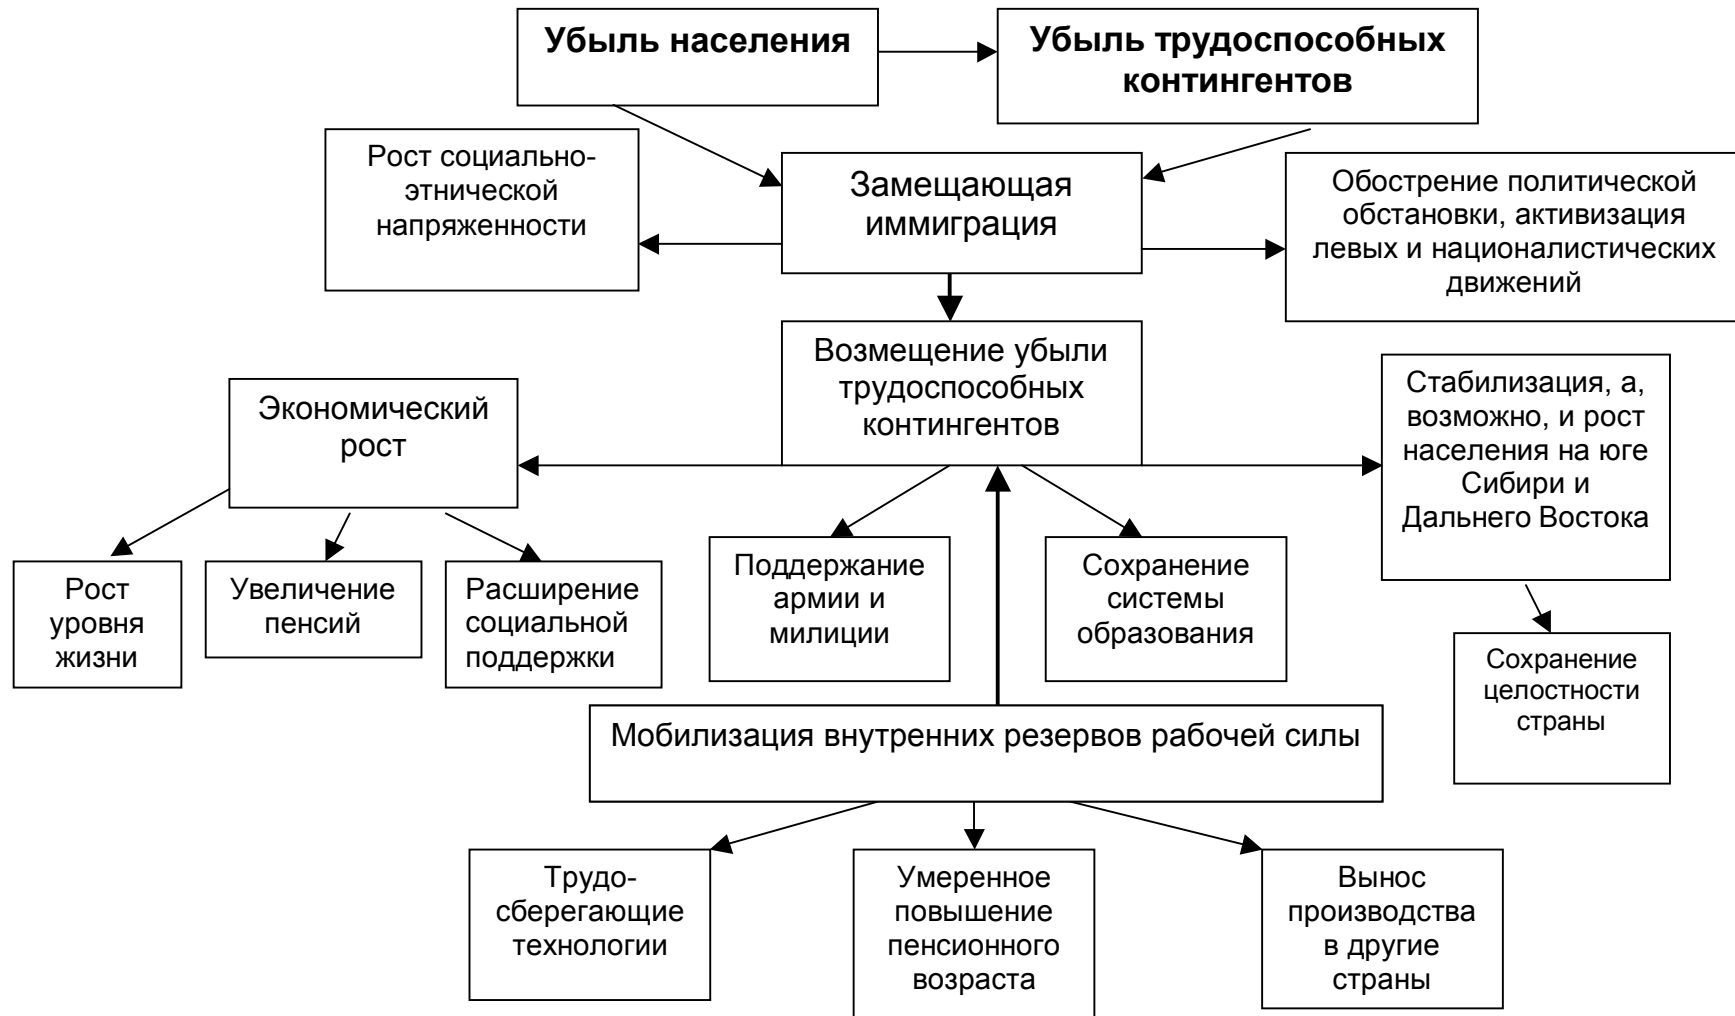 Убыль населения
Убыль трудоспособных
контингентов
Рост социально-
этнической
напряженности
Замещающая
иммиграция
Обострение политической
обстановки, активизация
левых и националистических
движений
Возмещение убыли
трудоспособных
контингентов
Экономический
рост
Стабилизация, а,
возможно, и рост
населения на юге
Сибири и
Дальнего Востока
Рост
уровня
жизни
Увеличение
пенсий
Расширение
социальной
поддержки
Поддержание
армии и
милиции
Сохранение
системы
образования
Сохранение
целостности
страны
Мобилизация внутренних резервов рабочей силы
Трудо-
сберегающие
технологии
Умеренное
повышение
пенсионного
возраста
Вынос
производства
в другие
страны